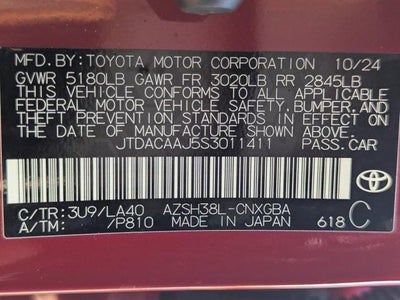 MFD.BY: TOYOTA MOTOR CORPORATION 10/24
GVWR 5180LB GAWR FR 3020LB RR 2845LB
THIS VEHICLE CONFORMS TO ALL APPLICABLE
FEDERAL MOTOR VEHICLE SAFETY, BUMPER, AND
THEFT PREVENTION STANDARDS IN EFFECT ON
THE DATE OF MANUFACTURE SHOWN ABOVE.
JTDACAAJ5S3011411 PASS.CAR
TOYOTA
C/TR: 3U9/LA40 AZSH38L-CNXGBA
A/TM: /P810 MADE IN JAPAN 618 C